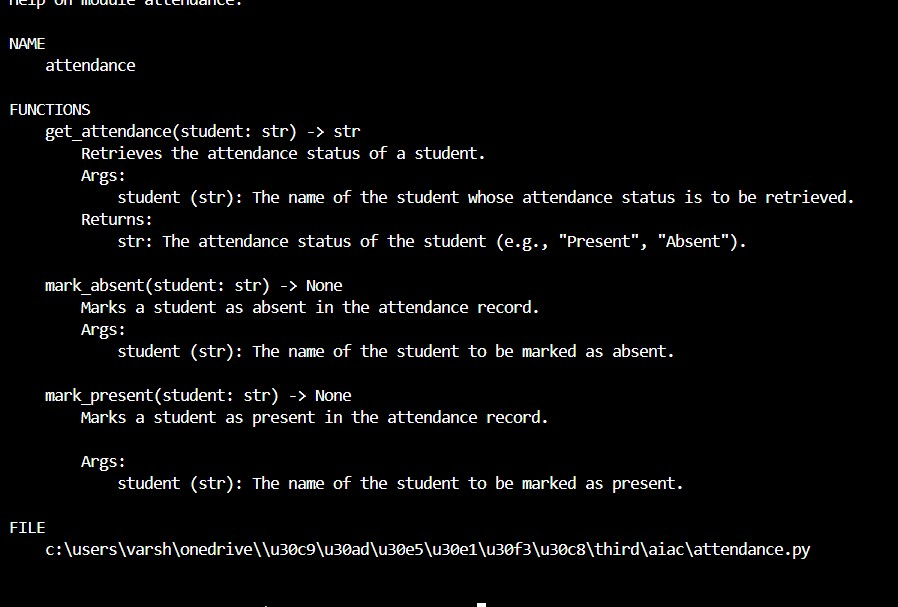 Help on module attendance:
NAME
attendance
FUNCTIONS
get_attendance(student: str) -> str
Retrieves the attendance status of a student.
Args:
student (str): The name of the student whose attendance status is to be retrieved.
Returns:
str: The attendance status of the student (e.g., "Present", "Absent").
mark_absent(student: str) -> None
Marks a student as absent in the attendance record.
Args:
student (str): The name of the student to be marked as absent.
mark_present(student: str) -> None
Marks a student as present in the attendance record.
Args:
student (str): The name of the student to be marked as present.
FILE
c:\users\varsh\onedrive\\u30c9\u30ad\u30e5\u30e1\u30f3\u30c8\third\aiac\attendance.py